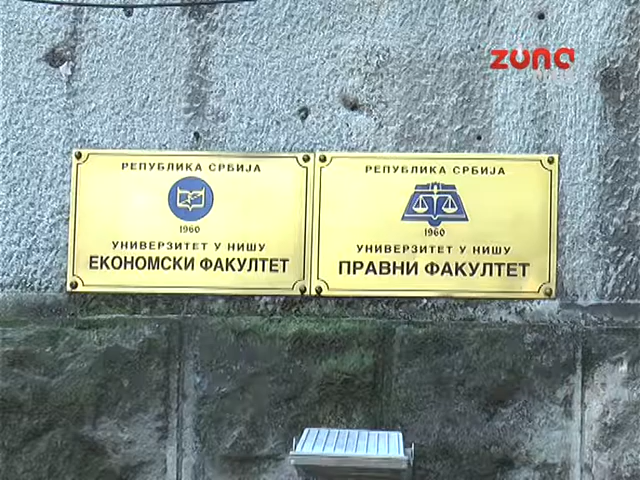 zona
РЕПУБЛИКА СРБИЈА
1960
УНИВЕРЗИТЕТ У НИШУ
ЕКОНОМСКИ ФАКУЛТЕТ
РЕПУБЛИКА СРБИЈА
1960
УНИВЕРЗИТЕТ У НИШУ
ПРАВНИ ФАКУЛТЕТ